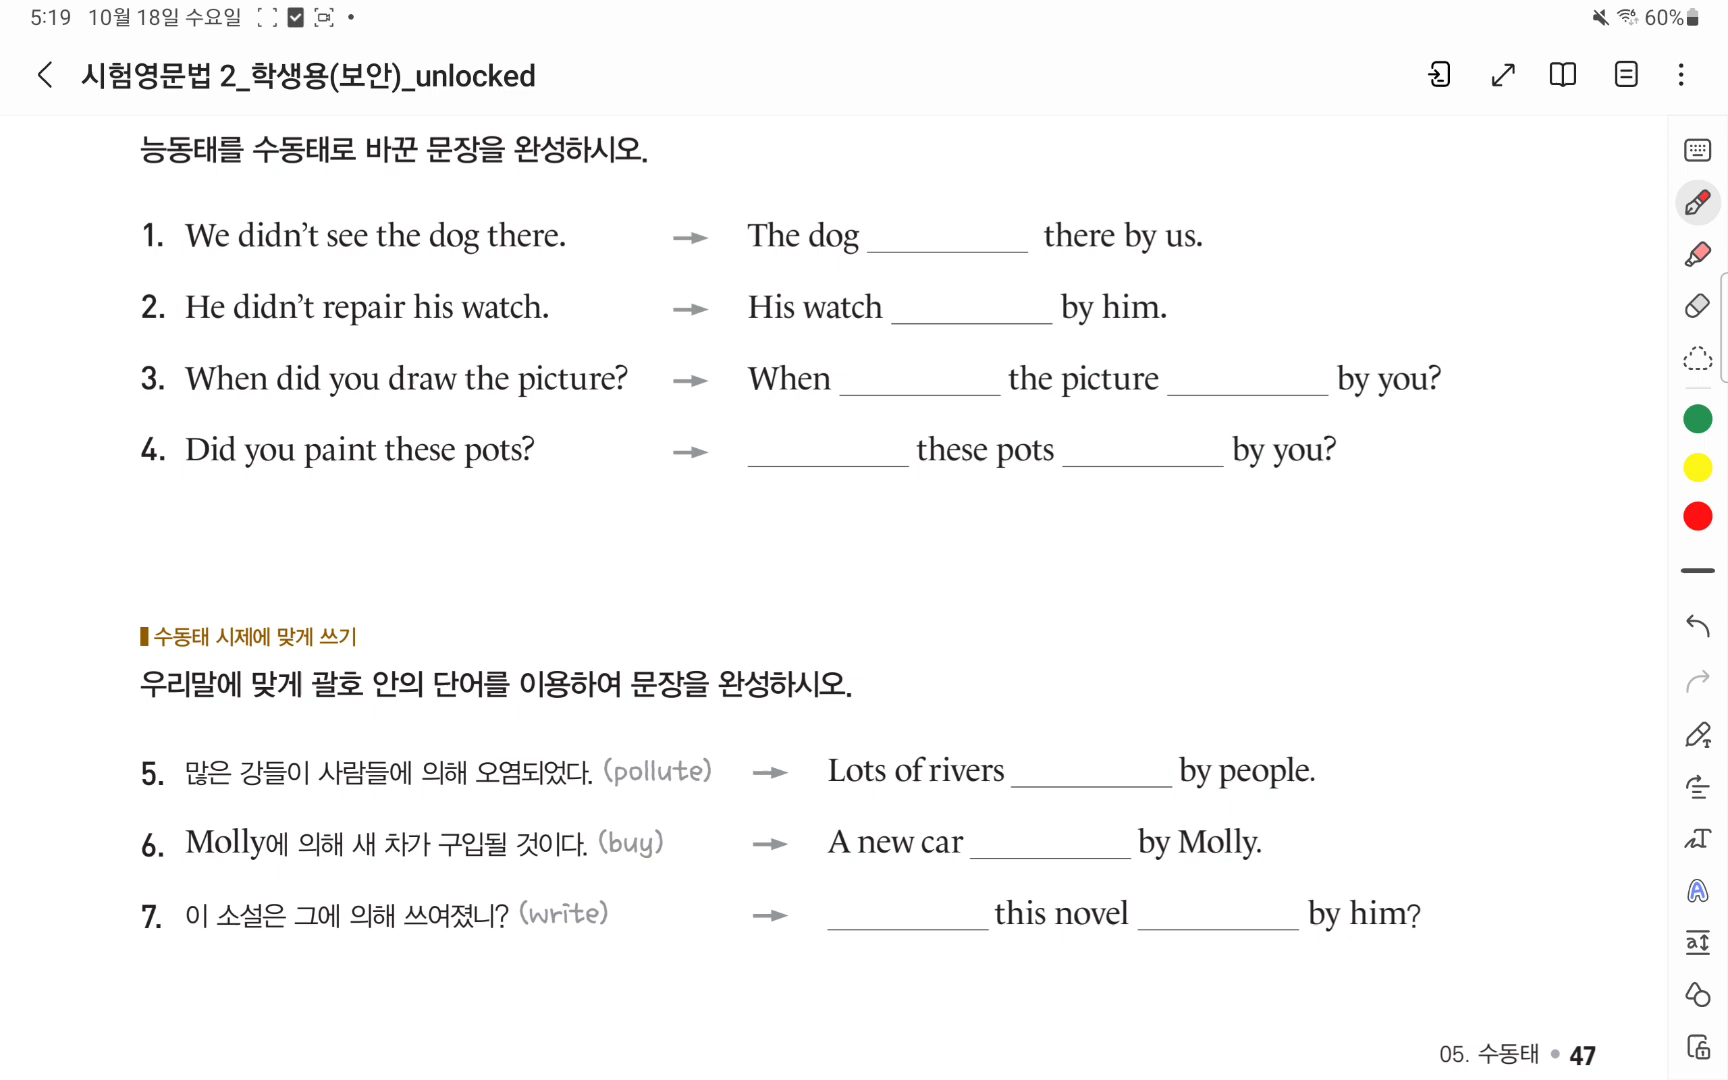 5:19 10월 18일 수요일 60%
시험영문법 2_학생용(보안)_unlocked
능동태를 수동태로 바꾼 문장을 완성하시오.
1. We didn’t see the dog there. → The dog __________ there by us.
2. He didn’t repair his watch. → His watch __________ by him.
3. When did you draw the picture? → When __________ the picture __________ by you?
4. Did you paint these pots? → __________ these pots __________ by you?
수동태 시제에 맞게 쓰기
우리말에 맞게 괄호 안의 단어를 이용하여 문장을 완성하시오.
5. 많은 강들이 사람들에 의해 오염되었다. (pollute) → Lots of rivers __________ by people.
6. Molly에 의해 새 차가 구입될 것이다. (buy) → A new car __________ by Molly.
7. 이 소설은 그에 의해 쓰여졌니? (write) → __________ this novel __________ by him?
05. 수동태 • 47